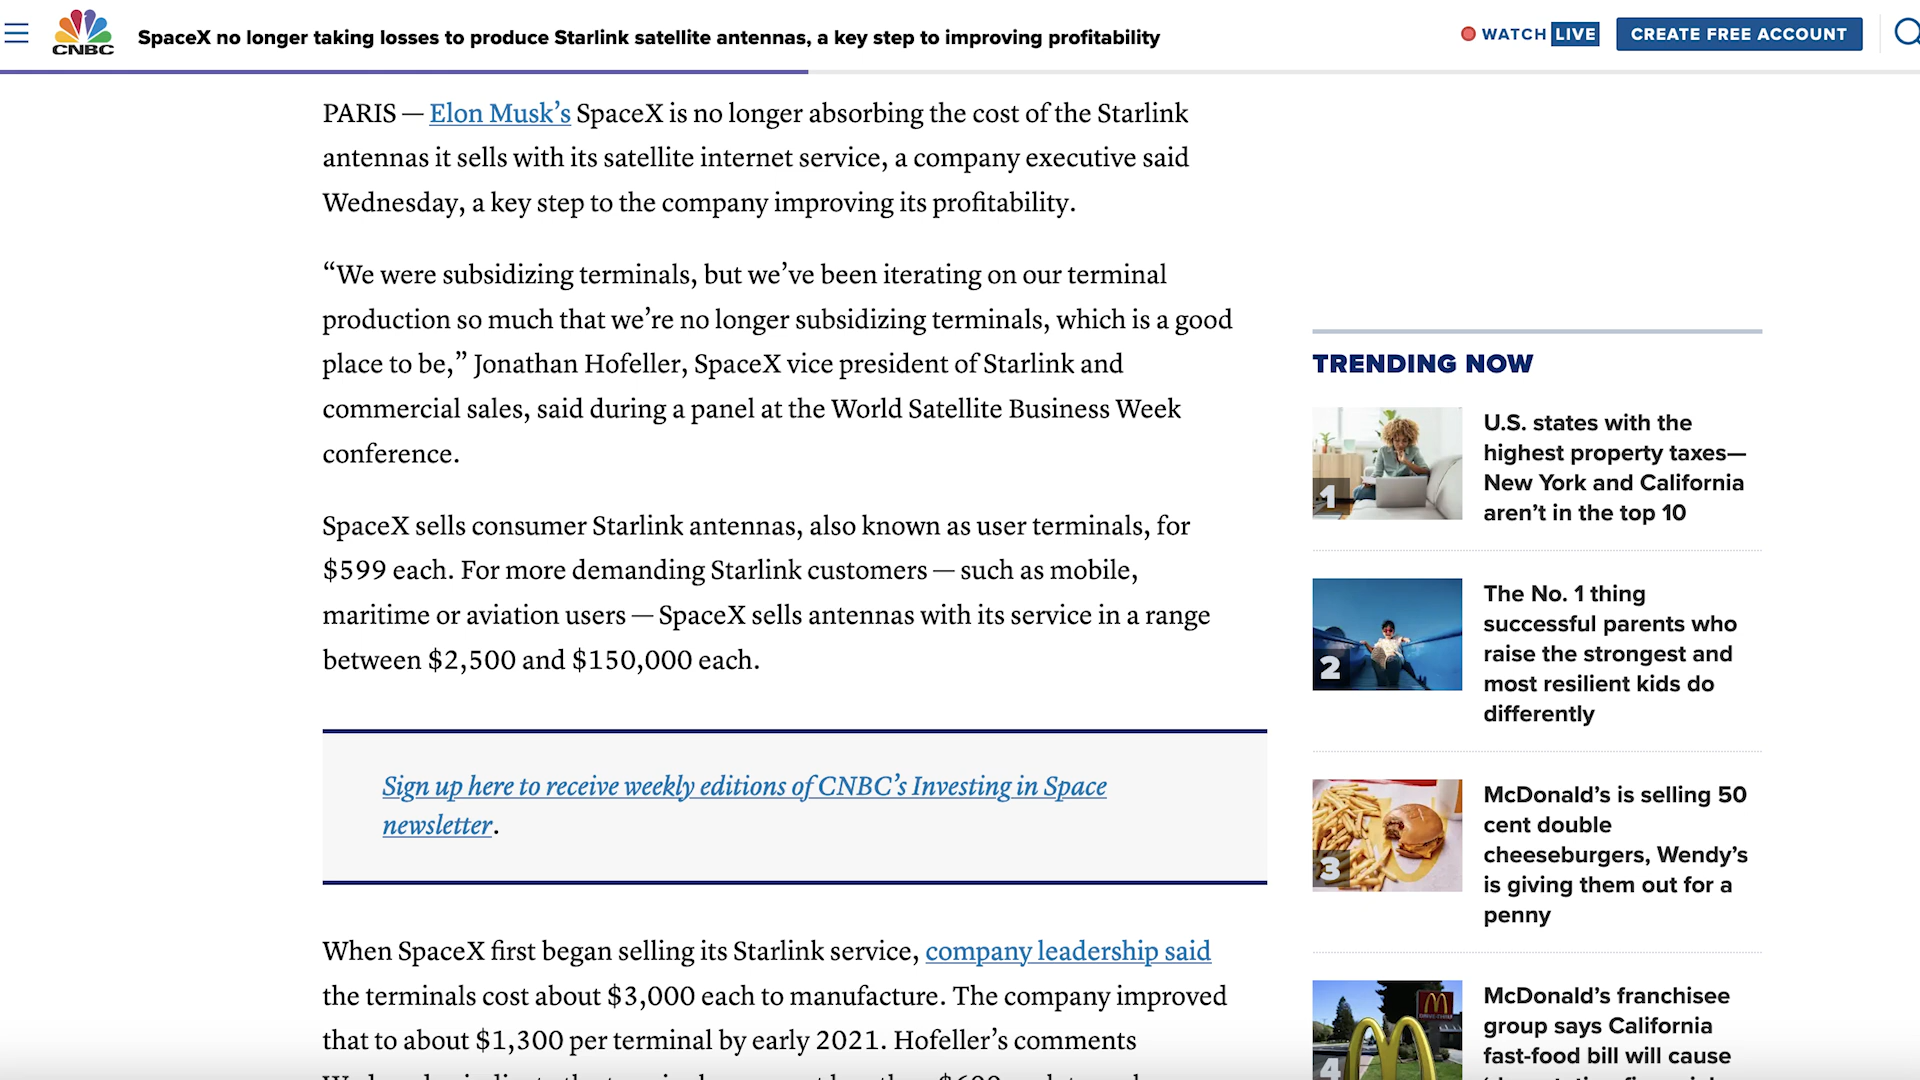 CNBC
SpaceX no longer taking losses to produce Starlink satellite antennas, a key step to improving profitability
WATCH LIVE
CREATE FREE ACCOUNT
PARIS — Elon Musk’s SpaceX is no longer absorbing the cost of the Starlink
antennas it sells with its satellite internet service, a company executive said
Wednesday, a key step to the company improving its profitability.
“We were subsidizing terminals, but we’ve been iterating on our terminal
production so much that we’re no longer subsidizing terminals, which is a good
place to be,” Jonathan Hofeller, SpaceX vice president of Starlink and
commercial sales, said during a panel at the World Satellite Business Week
conference.
SpaceX sells consumer Starlink antennas, also known as user terminals, for
$599 each. For more demanding Starlink customers — such as mobile,
maritime or aviation users — SpaceX sells antennas with its service in a range
between $2,500 and $150,000 each.
Sign up here to receive weekly editions of CNBC’s Investing in Space
newsletter.
When SpaceX first began selling its Starlink service, company leadership said
the terminals cost about $3,000 each to manufacture. The company improved
that to about $1,300 per terminal by early 2021. Hofeller’s comments
TRENDING NOW
1
U.S. states with the
highest property taxes—
New York and California
aren’t in the top 10
2
The No. 1 thing
successful parents who
raise the strongest and
most resilient kids do
differently
3
McDonald’s is selling 50
cent double
cheeseburgers, Wendy’s
is giving them out for a
penny
4
McDonald’s franchisee
group says California
fast-food bill will cause